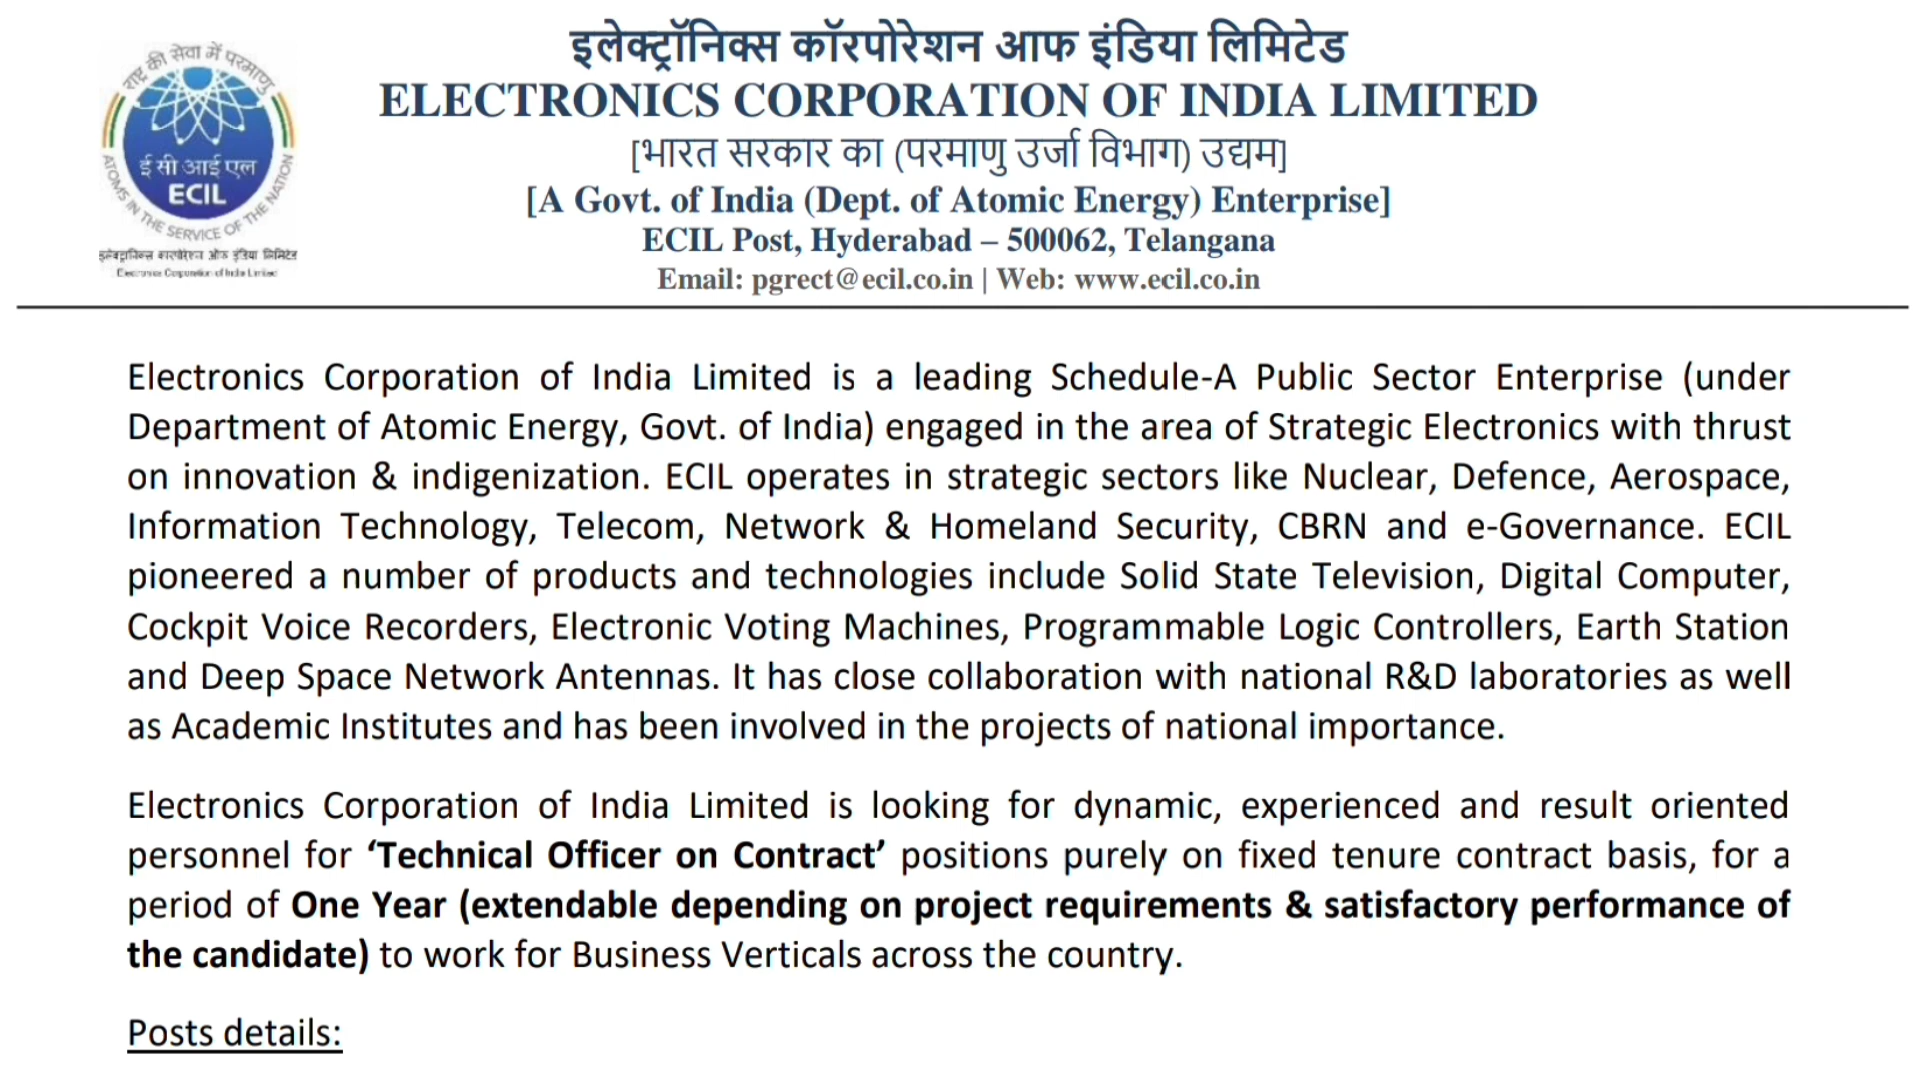 राष्ट्र की सेवा में परमाणु
ई सी आई एल
ECIL
ATOMS IN THE SERVICE OF THE NATION
इलेक्ट्रॉनिक्स कारपोरेशन ऑफ इंडिया लिमिटेड
Electronics Corporation of India Limited
इलेक्ट्रॉनिक्स कॉरपोरेशन आफ इंडिया लिमिटेड
ELECTRONICS CORPORATION OF INDIA LIMITED
[भारत सरकार का (परमाणु उर्जा विभाग) उद्यम]
[A Govt. of India (Dept. of Atomic Energy) Enterprise]
ECIL Post, Hyderabad – 500062, Telangana
Email: pgrect@ecil.co.in | Web: www.ecil.co.in
Electronics Corporation of India Limited is a leading Schedule-A Public Sector Enterprise (under
Department of Atomic Energy, Govt. of India) engaged in the area of Strategic Electronics with thrust
on innovation & indigenization. ECIL operates in strategic sectors like Nuclear, Defence, Aerospace,
Information Technology, Telecom, Network & Homeland Security, CBRN and e-Governance. ECIL
pioneered a number of products and technologies include Solid State Television, Digital Computer,
Cockpit Voice Recorders, Electronic Voting Machines, Programmable Logic Controllers, Earth Station
and Deep Space Network Antennas. It has close collaboration with national R&D laboratories as well
as Academic Institutes and has been involved in the projects of national importance.
Electronics Corporation of India Limited is looking for dynamic, experienced and result oriented
personnel for ‘Technical Officer on Contract’ positions purely on fixed tenure contract basis, for a
period of One Year (extendable depending on project requirements & satisfactory performance of
the candidate) to work for Business Verticals across the country.
Posts details: